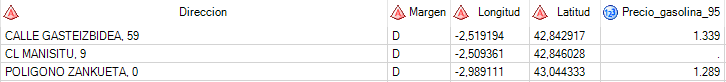 Direccion Margen Longitud Latitud Precio_gasolina_95
CALLE GASTEIZBIDEA, 59 D -2,519194 42,842917 1.339
CL MANISITU, 9 D -2,509361 42,846028 .
POLIGONO ZANKUETA, 0 D -2,989111 43,044333 1.289